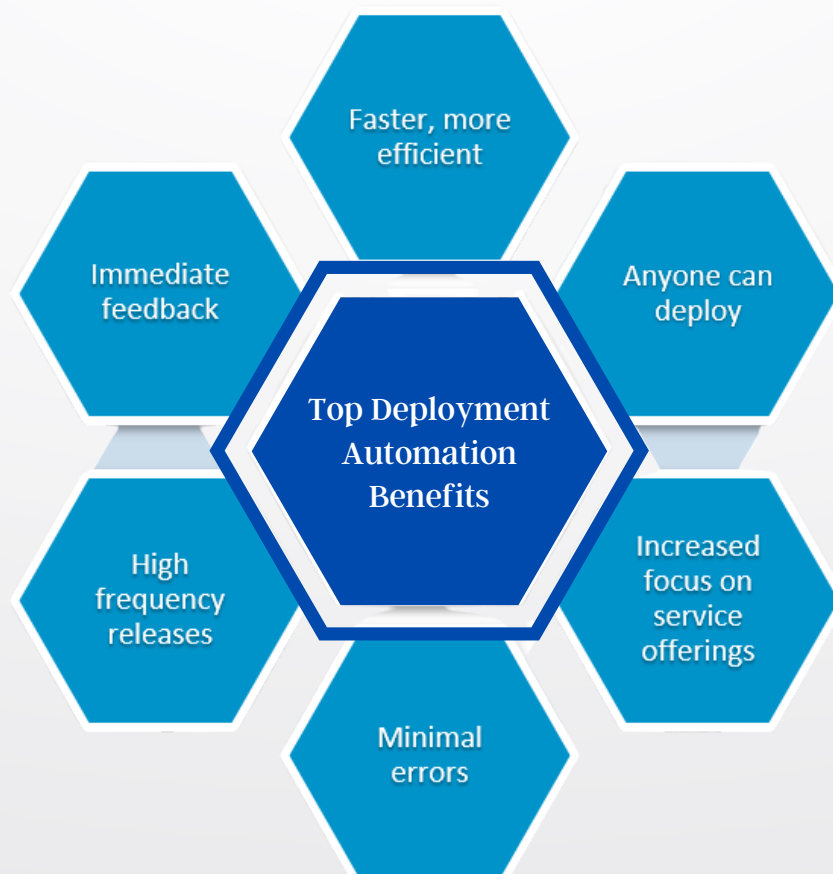 Faster, more
efficient
Immediate
feedback
Anyone can
deploy
Top Deployment
Automation
Benefits
High
frequency
releases
Increased
focus on
service
offerings
Minimal
errors